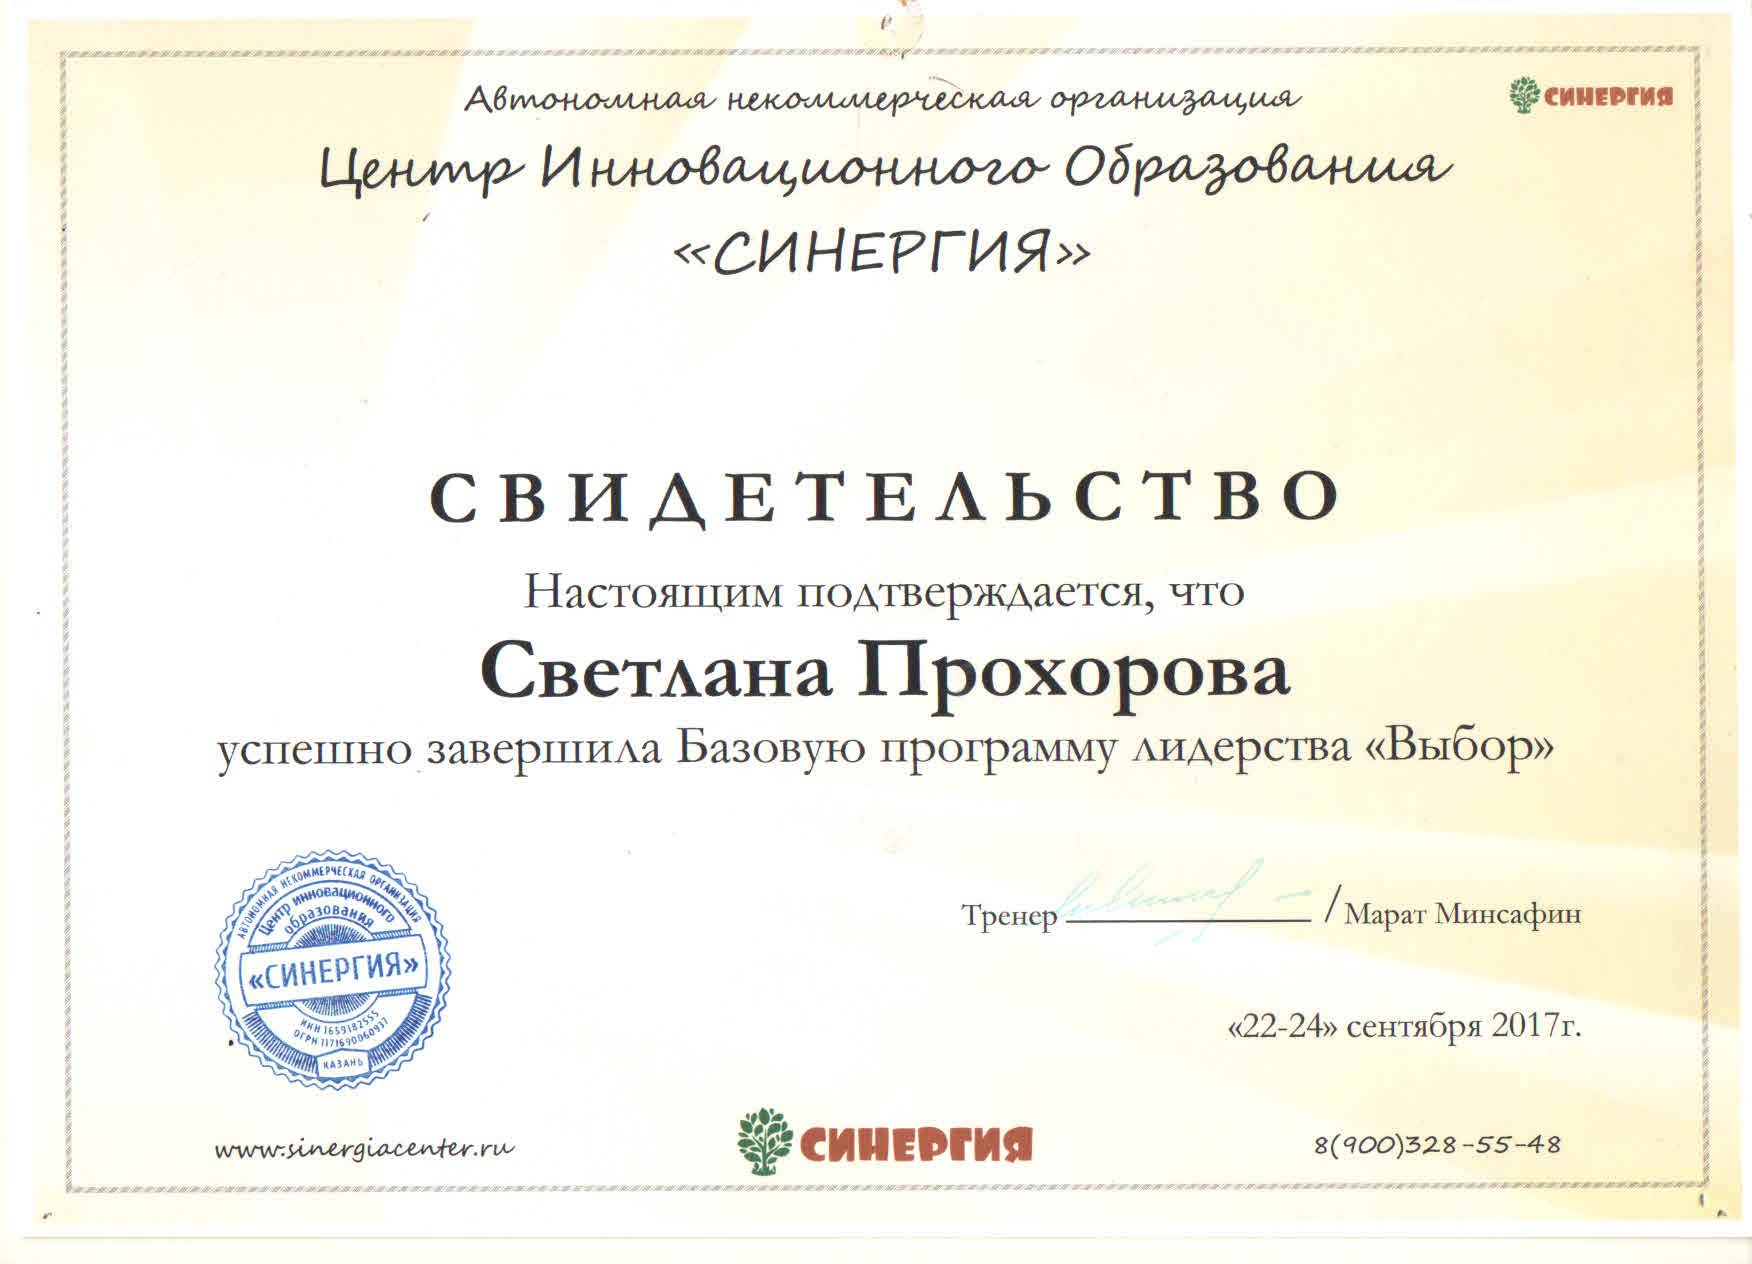 Автономная некоммерческая организация
СИНЕРГИЯ
Центр Инновационного Образования
«СИНЕРГИЯ»
СВИДЕТЕЛЬСТВО
Настоящим подтверждается, что
Светлана Прохорова
успешно завершила Базовую программу лидерства «Выбор»
АВТОНОМНАЯ НЕКОММЕРЧЕСКАЯ ОРГАНИЗАЦИЯ
Центр инновационного
образования
«СИНЕРГИЯ»
ИНН 1659182555
ОГРН 1171690060937
КАЗАНЬ
Тренер / Марат Минсафин
«22-24» сентября 2017г.
www.sinergiacenter.ru
СИНЕРГИЯ
8(900)328-55-48